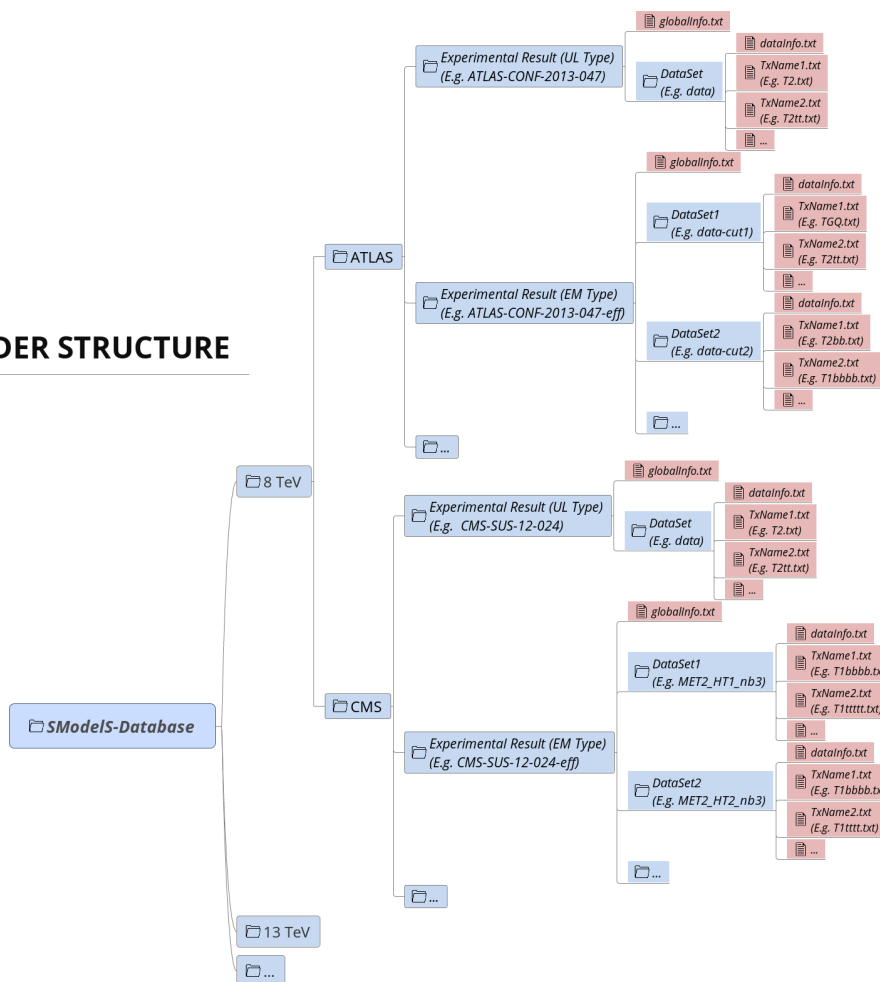 globalInfo.txt
dataInfo.txt
Experimental Result (UL Type)
(E.g. ATLAS-CONF-2013-047)
TxName1.txt
(E.g. T2.txt)
DataSet
(E.g. data)
TxName2.txt
(E.g. T2tt.txt)
...
globalInfo.txt
dataInfo.txt
TxName1.txt
(E.g. TGQ.txt)
DataSet1
(E.g. data-cut1)
TxName2.txt
(E.g. T2tt.txt)
ATLAS
...
Experimental Result (EM Type)
(E.g. ATLAS-CONF-2013-047-eff)
dataInfo.txt
TxName1.txt
(E.g. T2bb.txt)
DataSet2
(E.g. data-cut2)
DER STRUCTURE
TxName2.txt
(E.g. T1bbbb.txt)
...
...
...
globalInfo.txt
8 TeV
dataInfo.txt
Experimental Result (UL Type)
(E.g.  CMS-SUS-12-024)
TxName1.txt
(E.g. T2.txt)
DataSet
(E.g. data)
TxName2.txt
(E.g. T2tt.txt)
...
globalInfo.txt
dataInfo.txt
TxName1.txt
(E.g. T1bbbb.tx
DataSet1
(E.g. MET2_HT1_nb3)
TxName2.txt
(E.g. T1ttttt.txt
CMS
SModelS-Database
...
Experimental Result (EM Type)
(E.g. CMS-SUS-12-024-eff)
dataInfo.txt
TxName1.txt
(E.g. T1bbbb.tx
DataSet2
(E.g. MET2_HT2_nb3)
TxName2.txt
(E.g. T1tttt.txt)
...
...
...
13 TeV
...